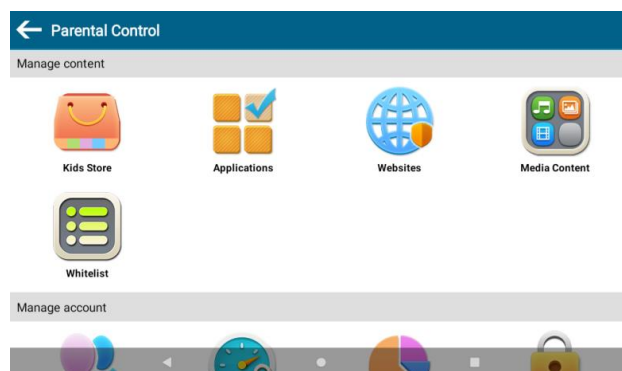 Parental Control
Manage content
Kids Store
Applications
Websites
Media Content
Whitelist
Manage account